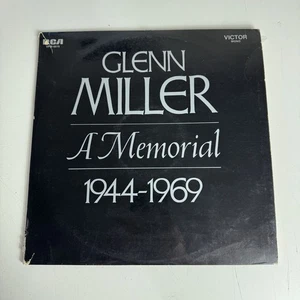 RCA
VICTOR
GLENN
MILLER
A Memorial
1944-1969